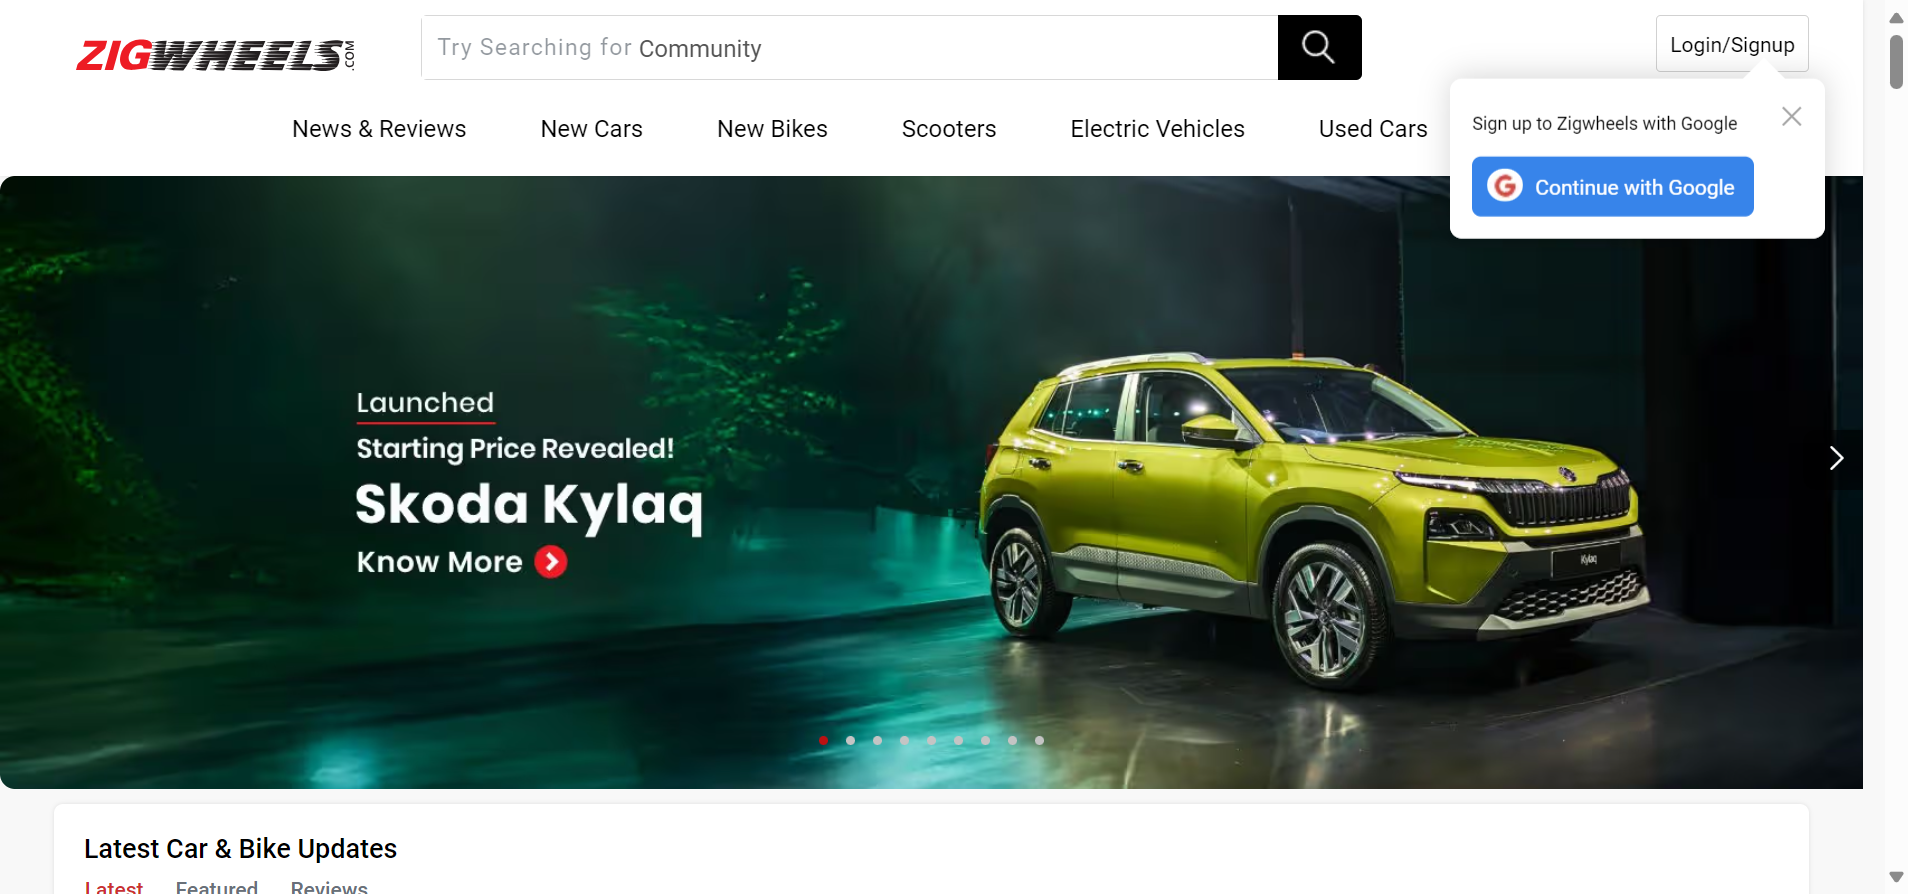 ZIGWHEELS.COM
Try Searching for Community
Login/Signup
Sign up to Zigwheels with Google
G Continue with Google
News & Reviews
New Cars
New Bikes
Scooters
Electric Vehicles
Used Cars
Launched
Starting Price Revealed!
Skoda Kylaq
Know More
Kylaq
Latest Car & Bike Updates
Latest
Featured
Reviews